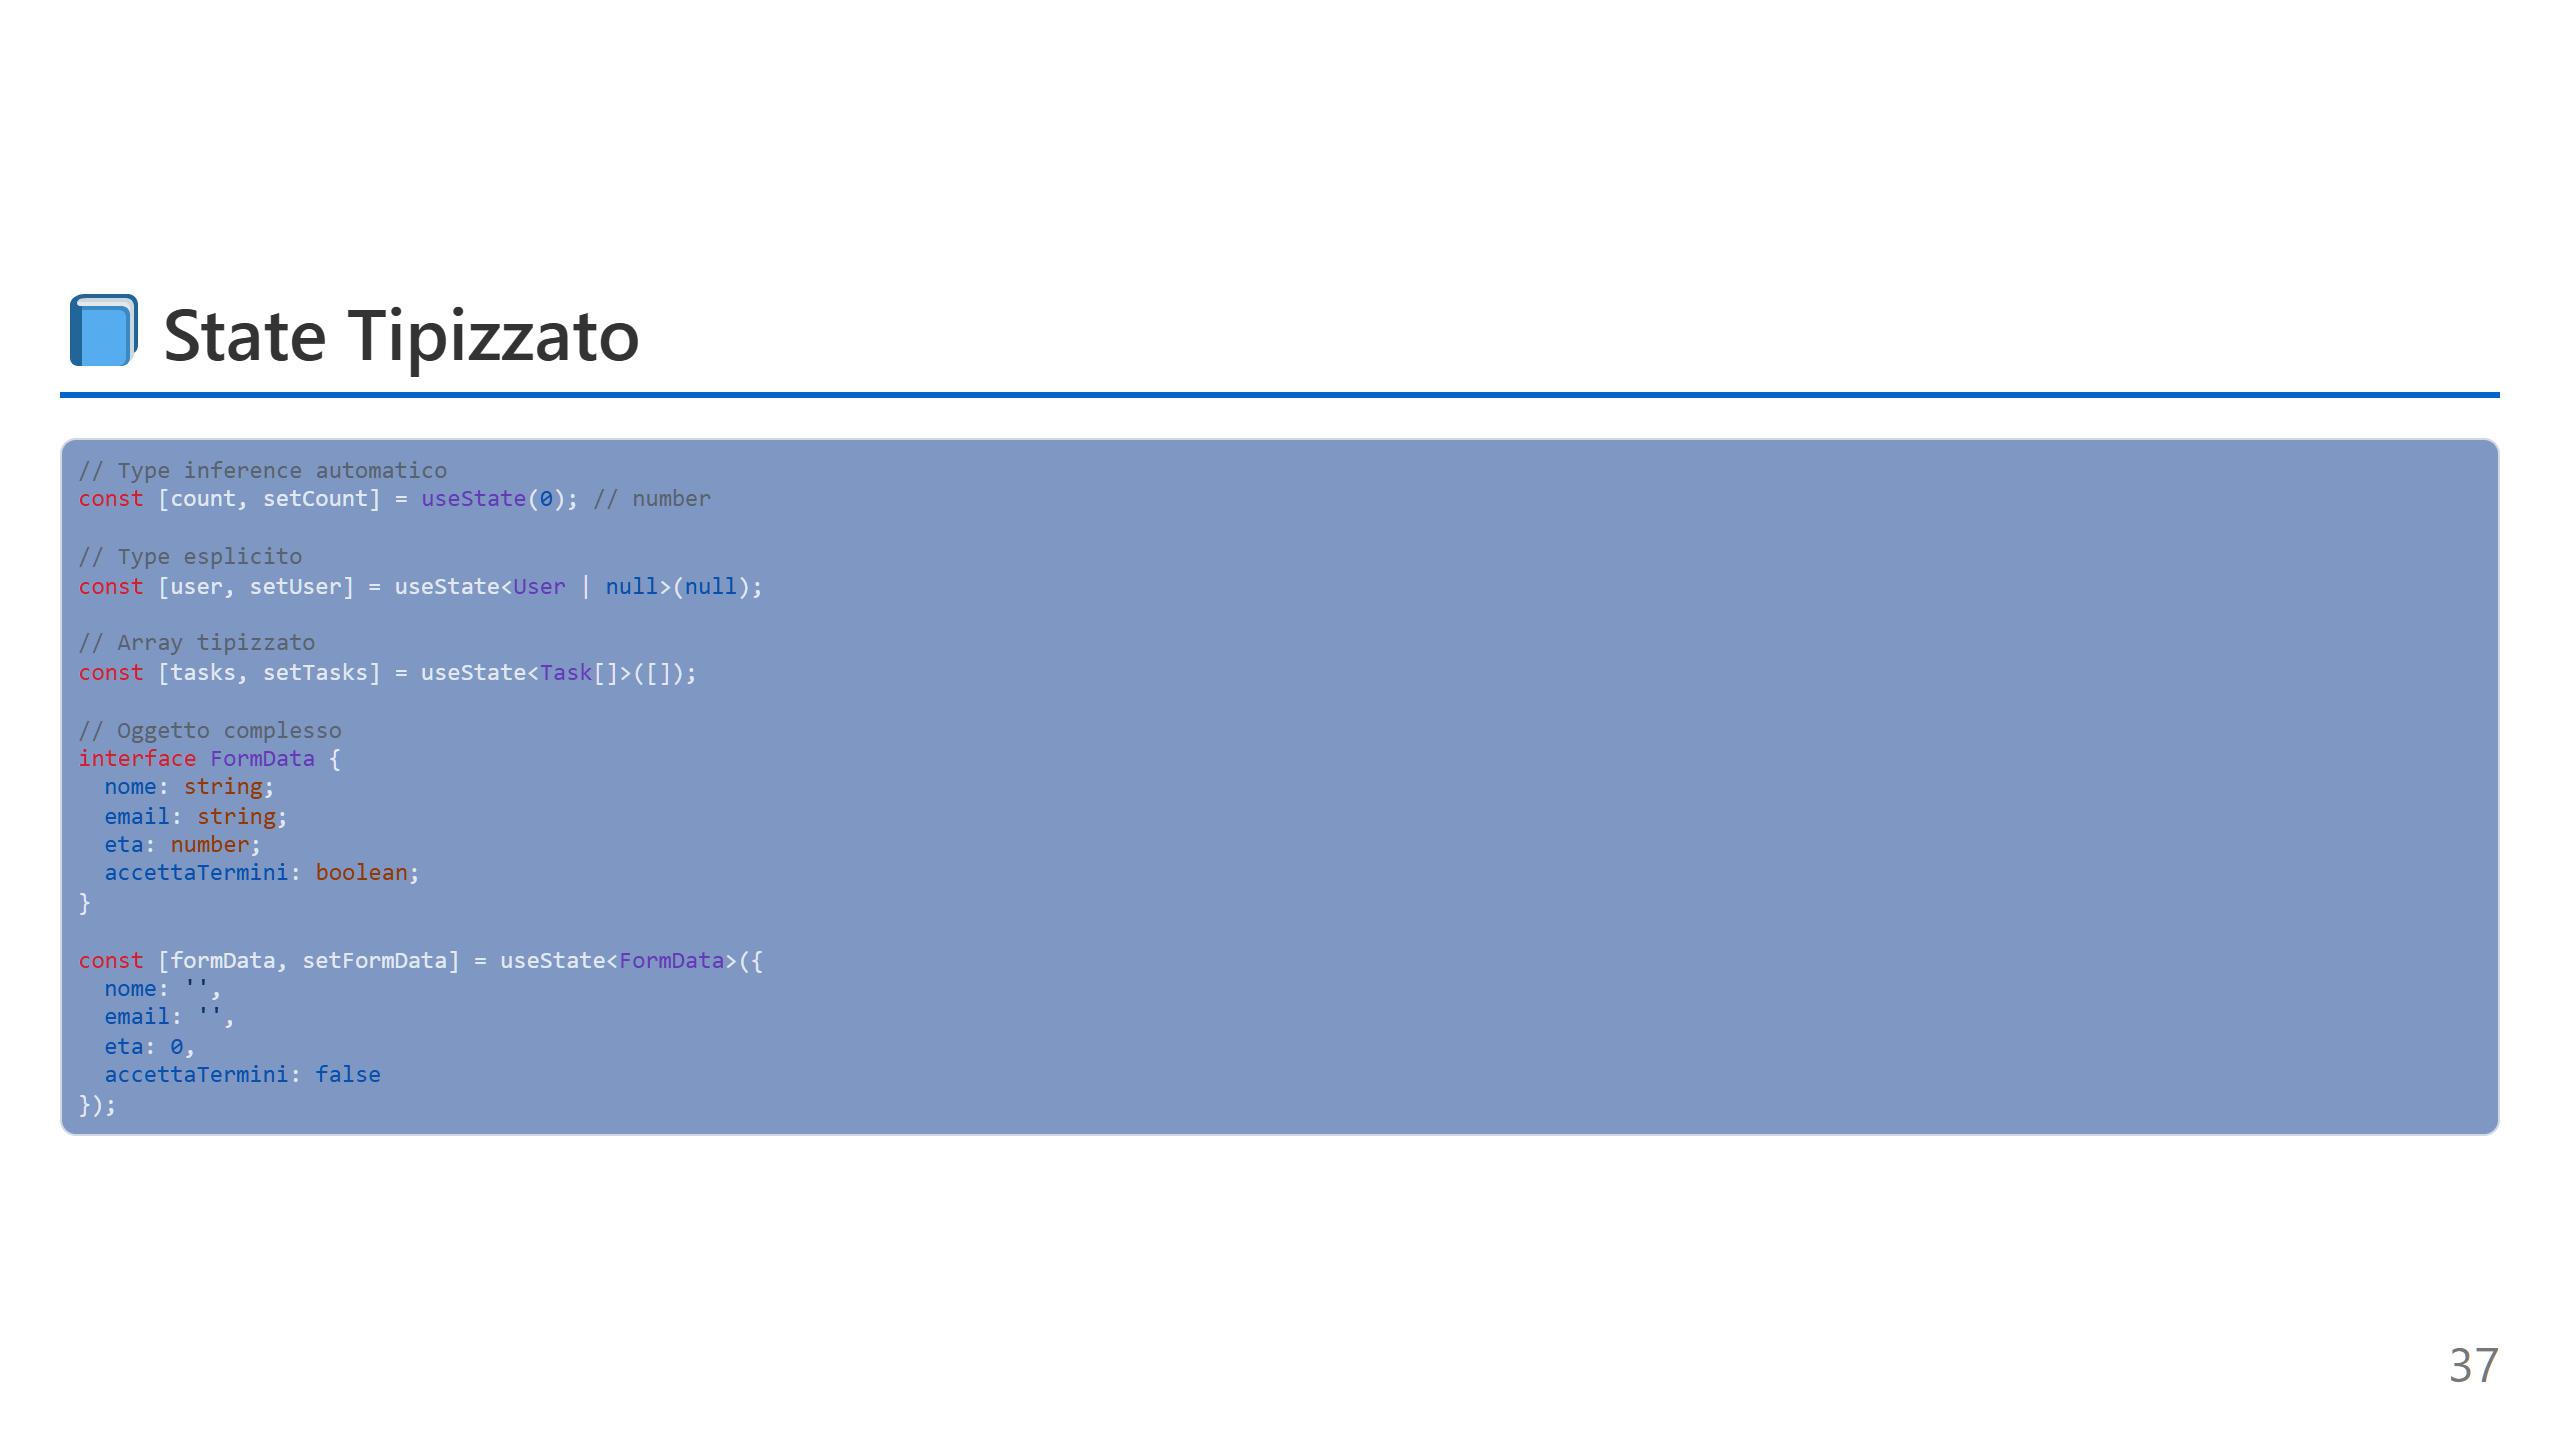 State Tipizzato
// Type inference automatico
const [count, setCount] = useState(0); // number
// Type esplicito
const [user, setUser] = useState<User | null>(null);
// Array tipizzato
const [tasks, setTasks] = useState<Task[]>([]);
// Oggetto complesso
interface FormData {
  nome: string;
  email: string;
  eta: number;
  accettaTermini: boolean;
}
const [formData, setFormData] = useState<FormData>({
  nome: '',
  email: '',
  eta: 0,
  accettaTermini: false
});
37